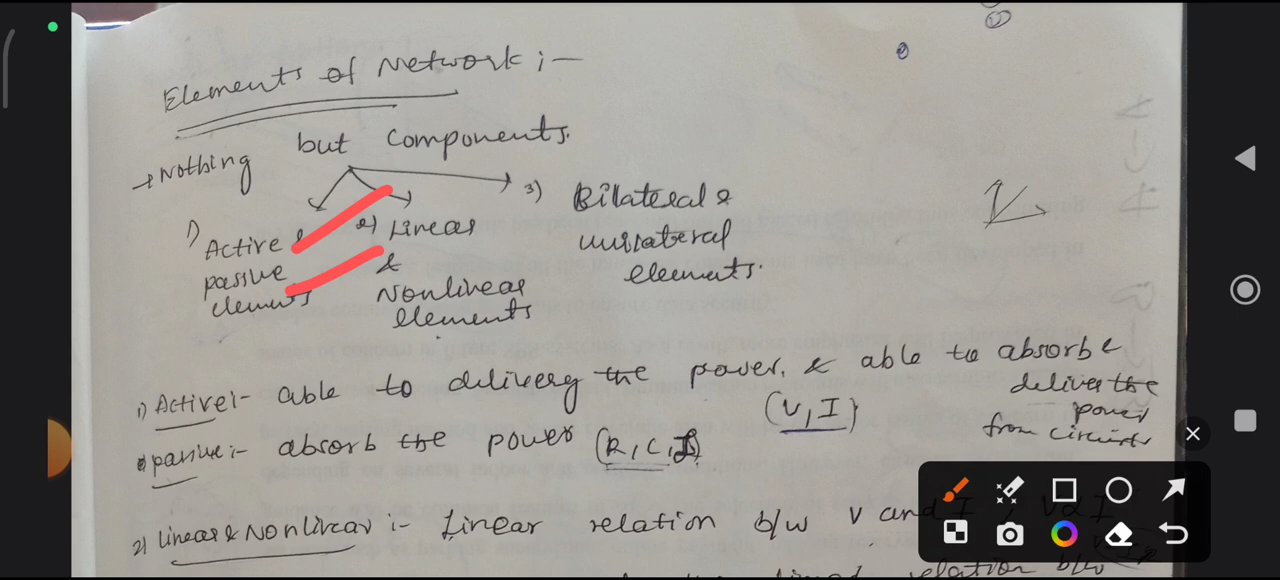 Elements of Network :-
→ Nothing but components.
1) Active &
passive
elements
2) Linear
&
Nonlinear
elements
3) Bilateral &
unilateral
elements.
1) Active :- able to delivery the power. & able to absorb &
deliver the
power
from circuits
(V, I)
passive :- absorb the power (R, C, L)
2) Linear & Nonlinear :- Linear relation b/w V and I, V∝I
relation b/w